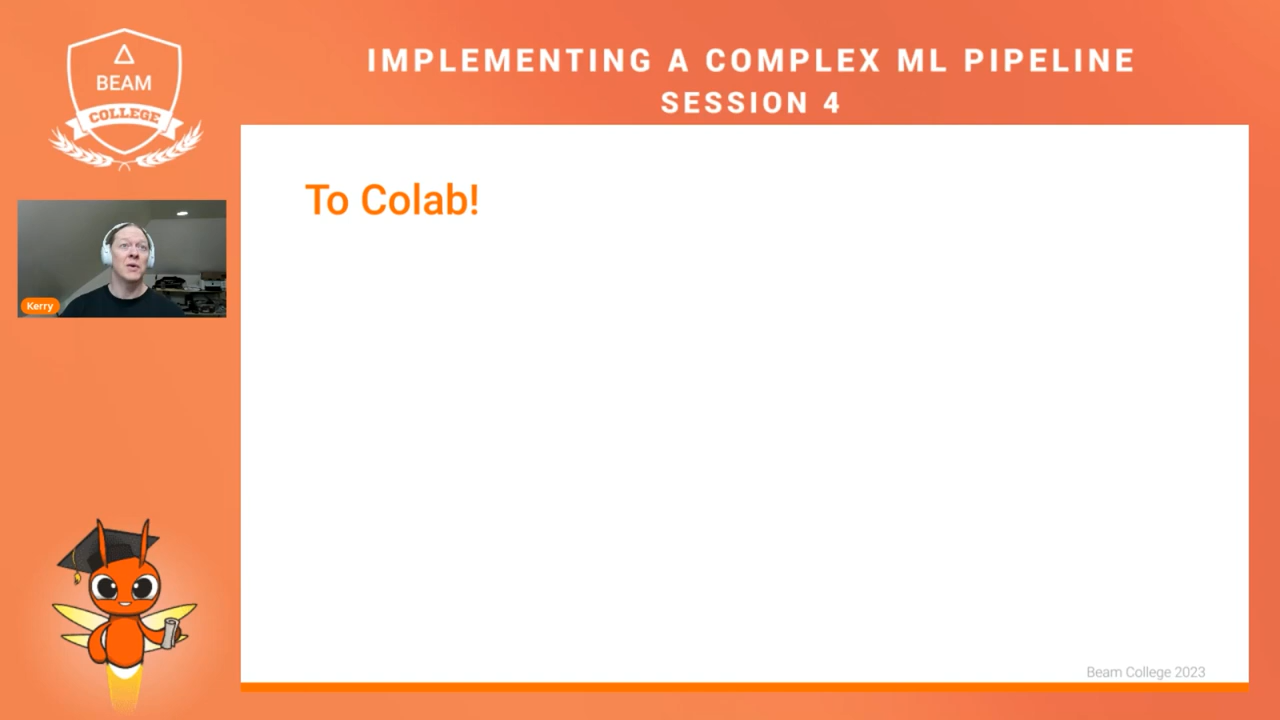 BEAM
COLLEGE
IMPLEMENTING A COMPLEX ML PIPELINE
SESSION 4
To Colab!
Kerry
Beam College 2023